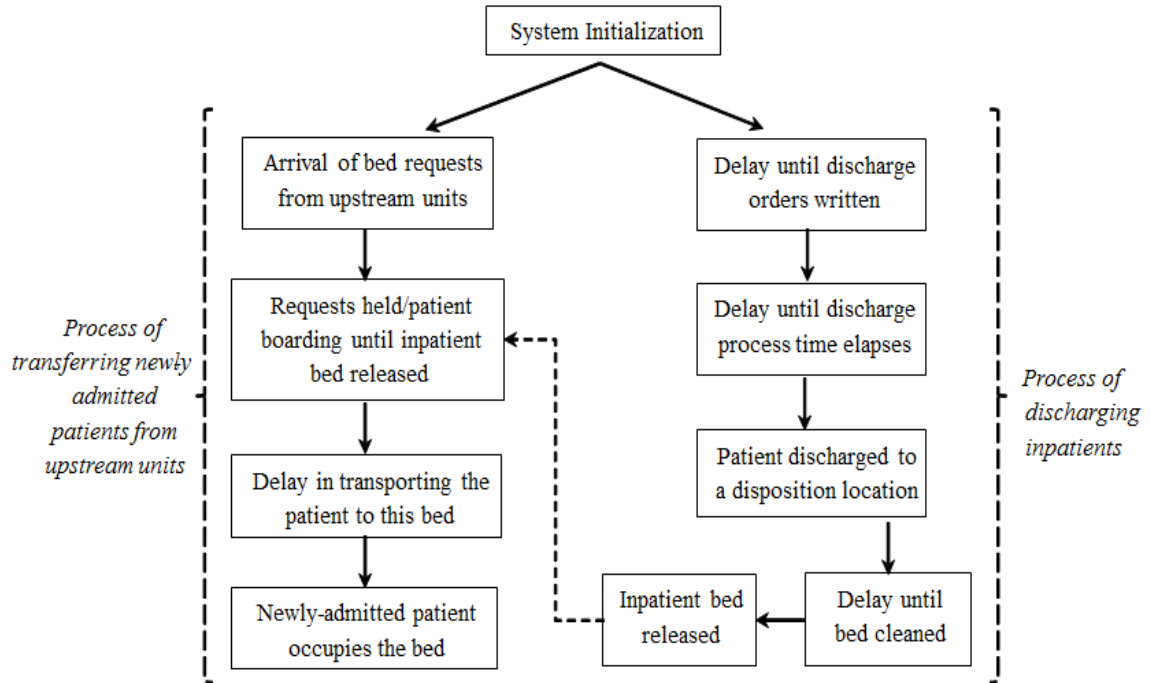 System Initialization
Arrival of bed requests
from upstream units
Requests held/patient
boarding until inpatient
bed released
Delay in transporting the
patient to this bed
Newly-admitted patient
occupies the bed
Process of
transferring newly
admitted
patients from
upstream units
Delay until discharge
orders written
Delay until discharge
process time elapses
Patient discharged to
a disposition location
Delay until
bed cleaned
Inpatient bed
released
Process of
discharging
inpatients